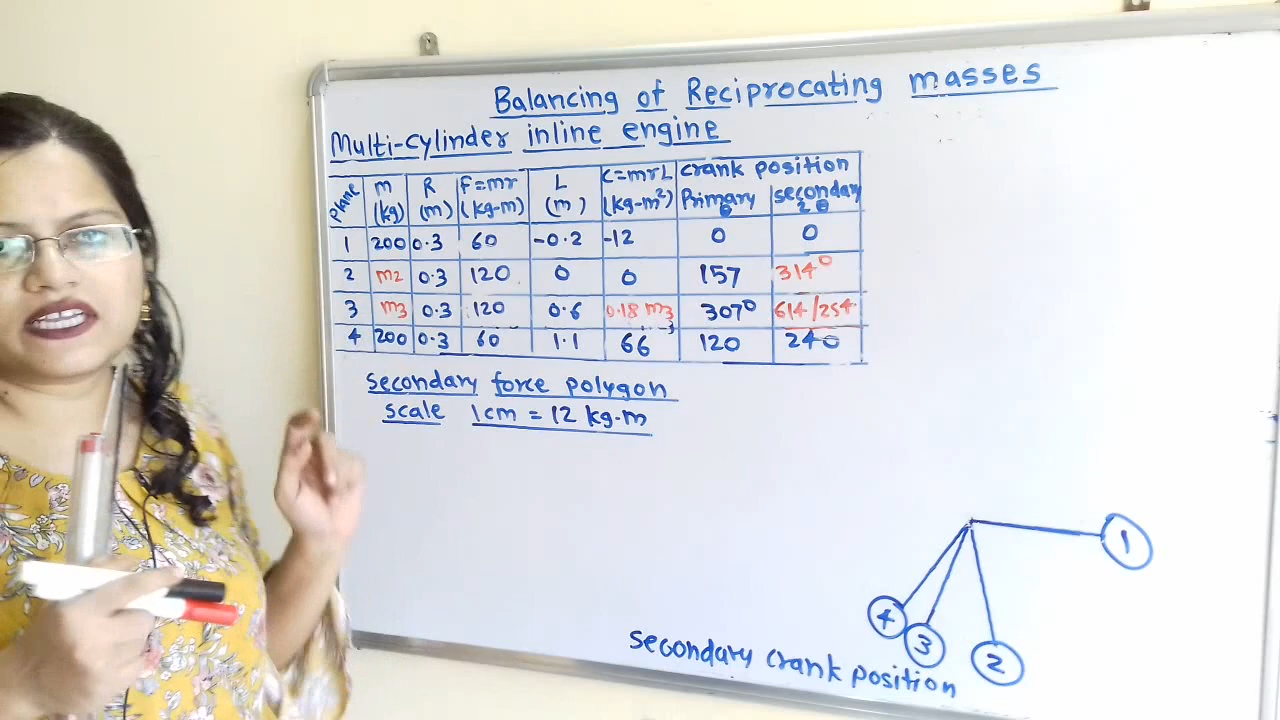 Balancing of Reciprocating masses
Multi-cylinder inline engine
Plane m (kg) R (m) F=mr (kg-m) L (m) C=mrL (kg-m²) crank position Primary θ secondary 2θ
1 200 0.3 60 -0.2 -12 0 0
2 m2 0.3 120 0 0 157 314°
3 m3 0.3 120 0.6 0.18 m3 307° 614/254
4 200 0.3 60 1.1 66 120 240
secondary force polygon
scale 1cm = 12 kg-m
1
4
3
2
secondary crank position